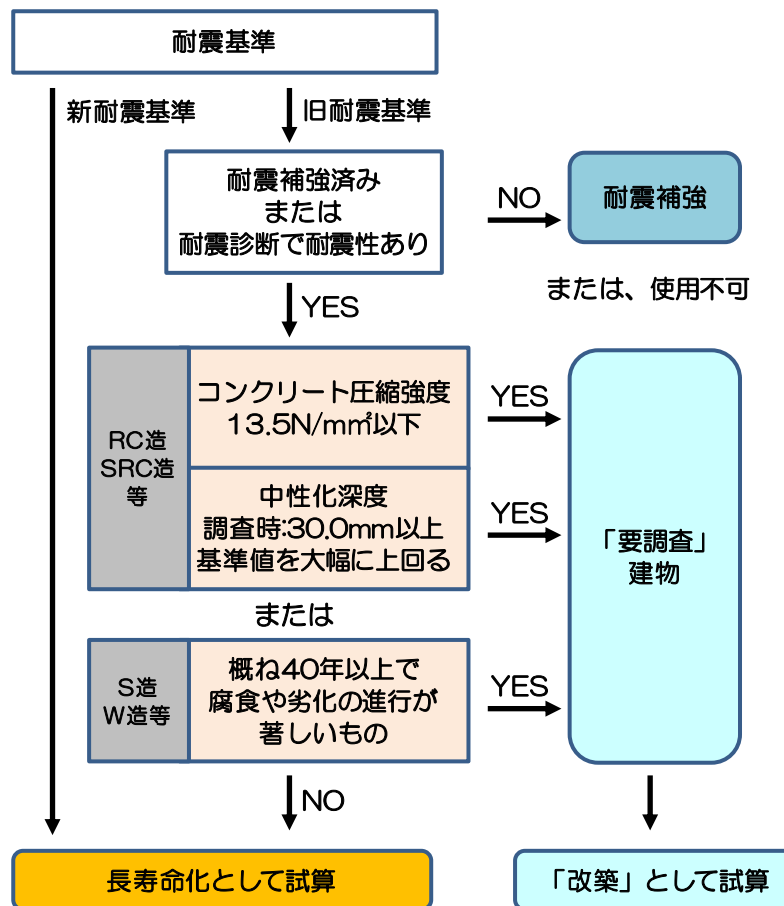 耐震基準
新耐震基準
旧耐震基準
耐震補強済み
または
耐震診断で耐震性あり
NO
耐震補強
または、使用不可
YES
RC造
SRC造
等
コンクリート圧縮強度
13.5N/m㎡以下
YES
中性化深度
調査時:30.0mm以上
基準値を大幅に上回る
YES
「要調査」
建物
または
S造
W造等
概ね40年以上で
腐食や劣化の進行が
著しいもの
YES
NO
長寿命化として試算
「改築」として試算